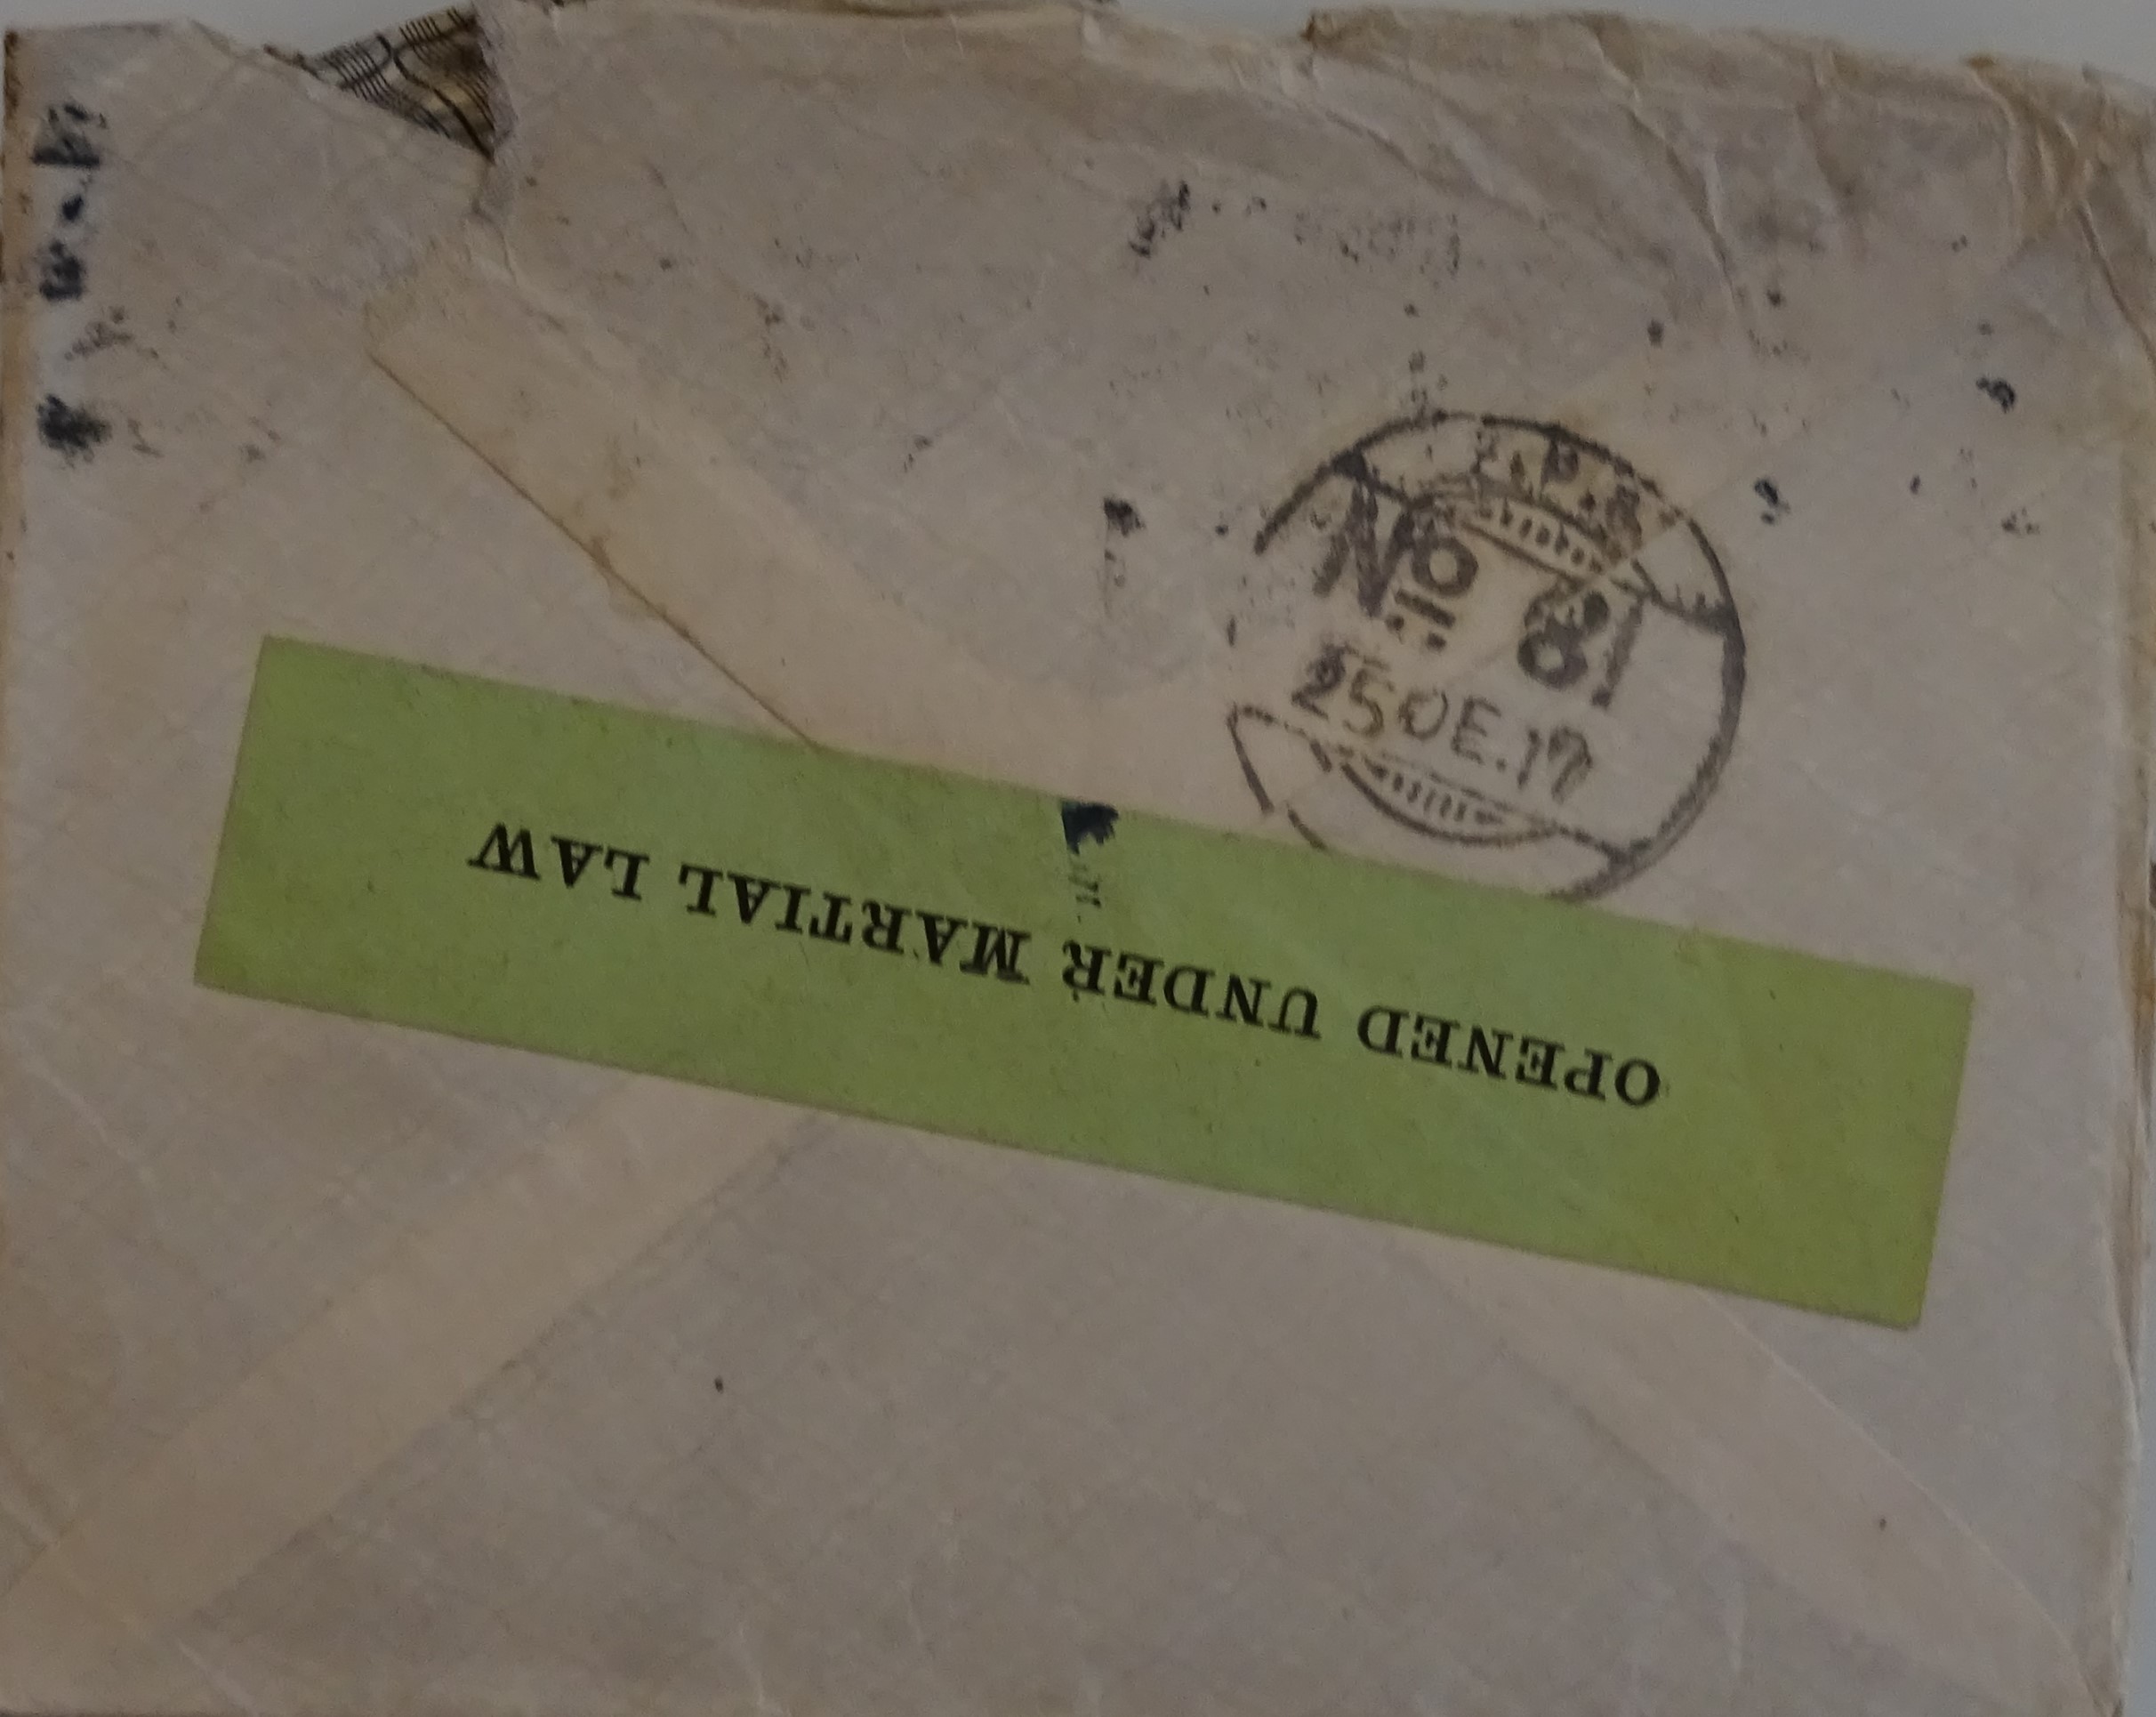 No 81
25 DE.17
OPENED UNDER MARTIAL LAW